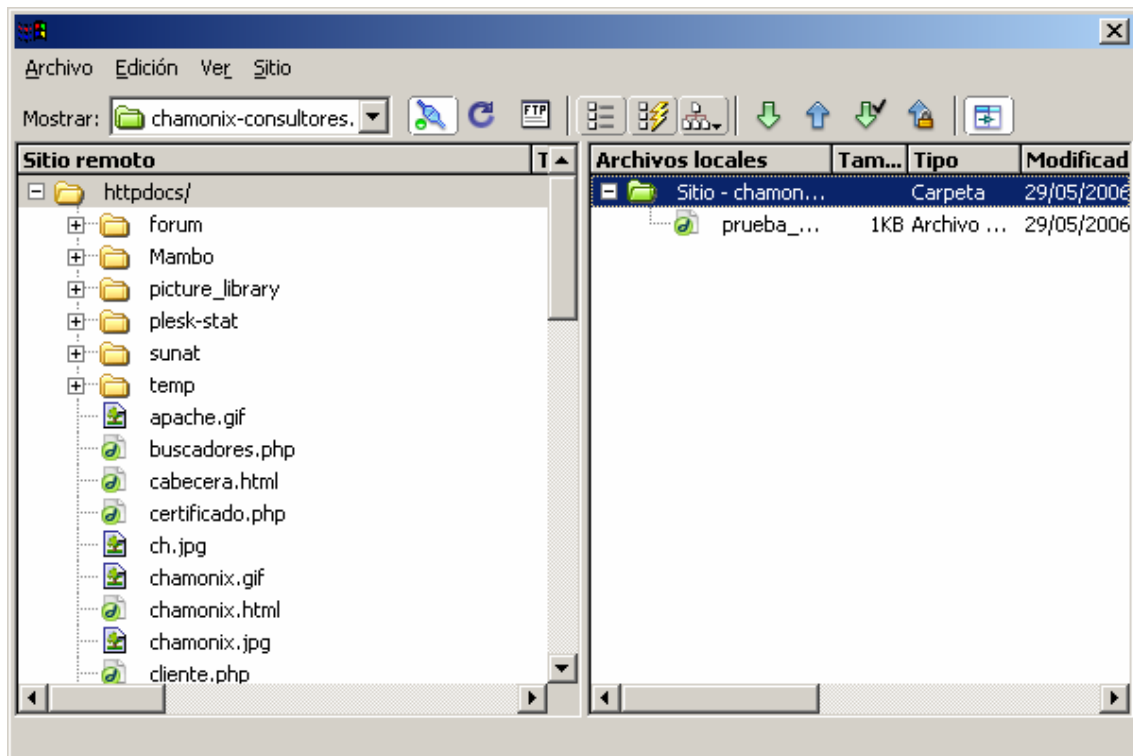 Archivo Edición Ver Sitio
Mostrar: chamonix-consultores. FTP
Sitio remoto T
httpdocs/
forum
Mambo
picture_library
plesk-stat
sunat
temp
apache.gif
buscadores.php
cabecera.html
certificado.php
ch.jpg
chamonix.gif
chamonix.html
chamonix.jpg
cliente.php
Archivos locales Tam... Tipo Modificad
Sitio - chamon... Carpeta 29/05/2006
prueba_... 1KB Archivo ... 29/05/2006